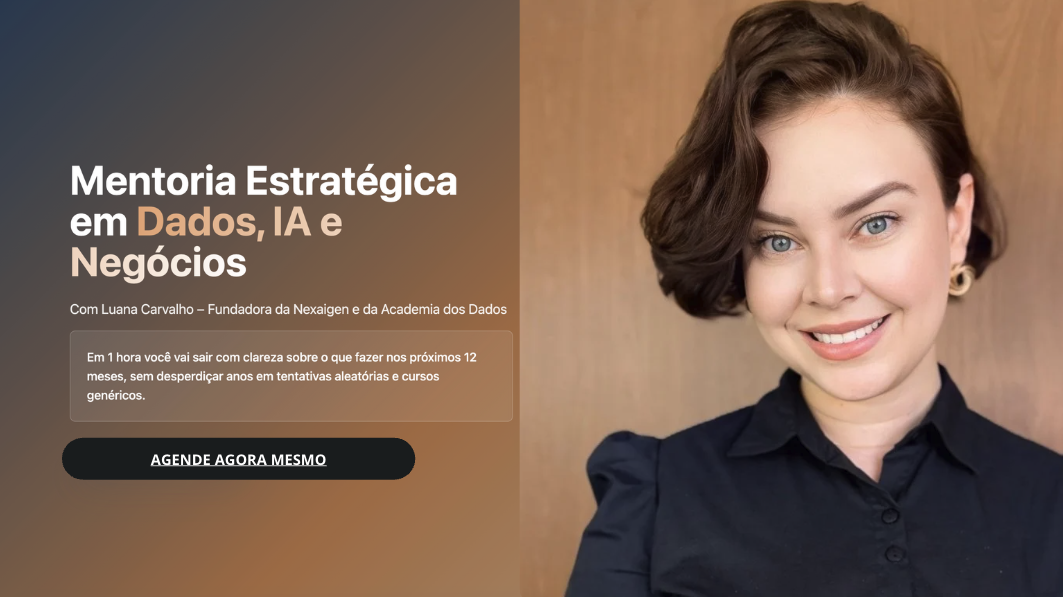 Mentoria Estratégica
em Dados, IA e
Negócios
Com Luana Carvalho – Fundadora da Nexaigen e da Academia dos Dados
Em 1 hora você vai sair com clareza sobre o que fazer nos próximos 12
meses, sem desperdiçar anos em tentativas aleatórias e cursos
genéricos.
AGENDE AGORA MESMO